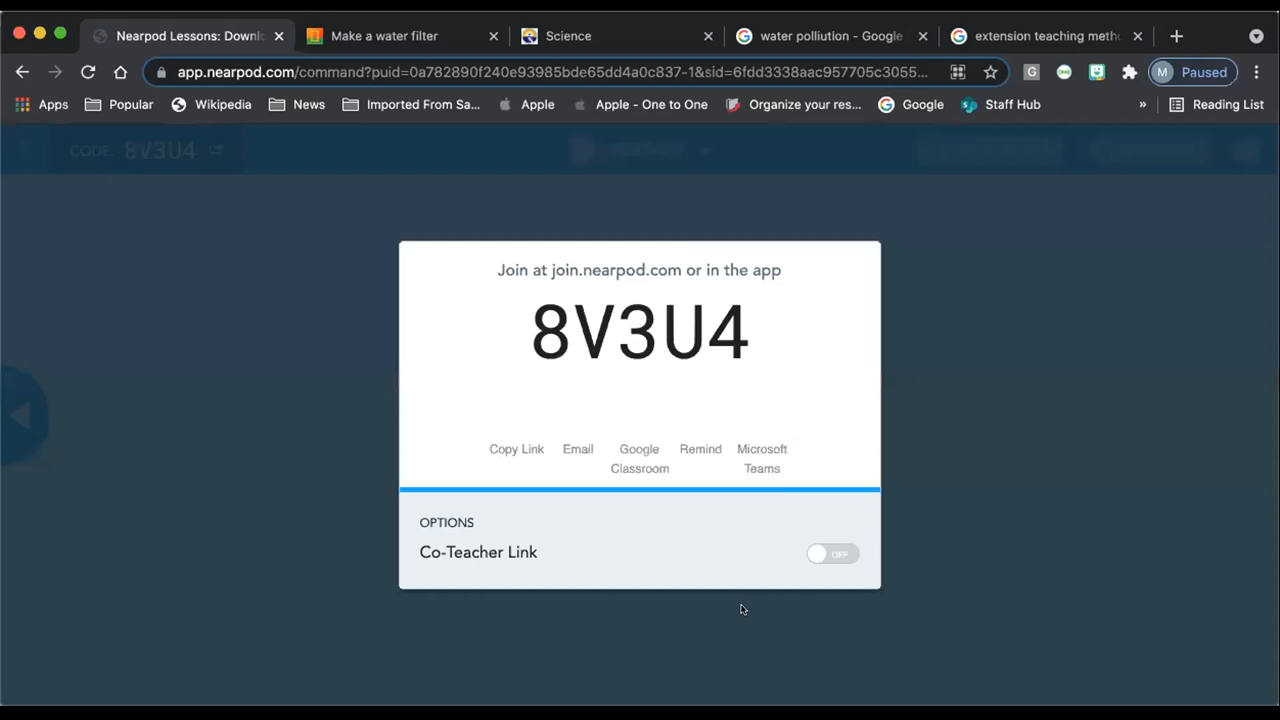 Nearpod Lessons: Downl
Make a water filter
Science
water polliution - Google
extension teaching meth
app.nearpod.com/command?puid=0a782890f240e93985bde65dd4a0c837-1&sid=6fdd3338aac957705c3055...
M Paused
Apps
Popular
Wikipedia
News
Imported From Sa...
Apple
Apple - One to One
Organize your res...
Google
Staff Hub
»
Reading List
CODE: 8V3U4
Join at join.nearpod.com or in the app
8V3U4
Copy Link
Email
Google
Classroom
Remind
Microsoft
Teams
OPTIONS
Co-Teacher Link
OFF